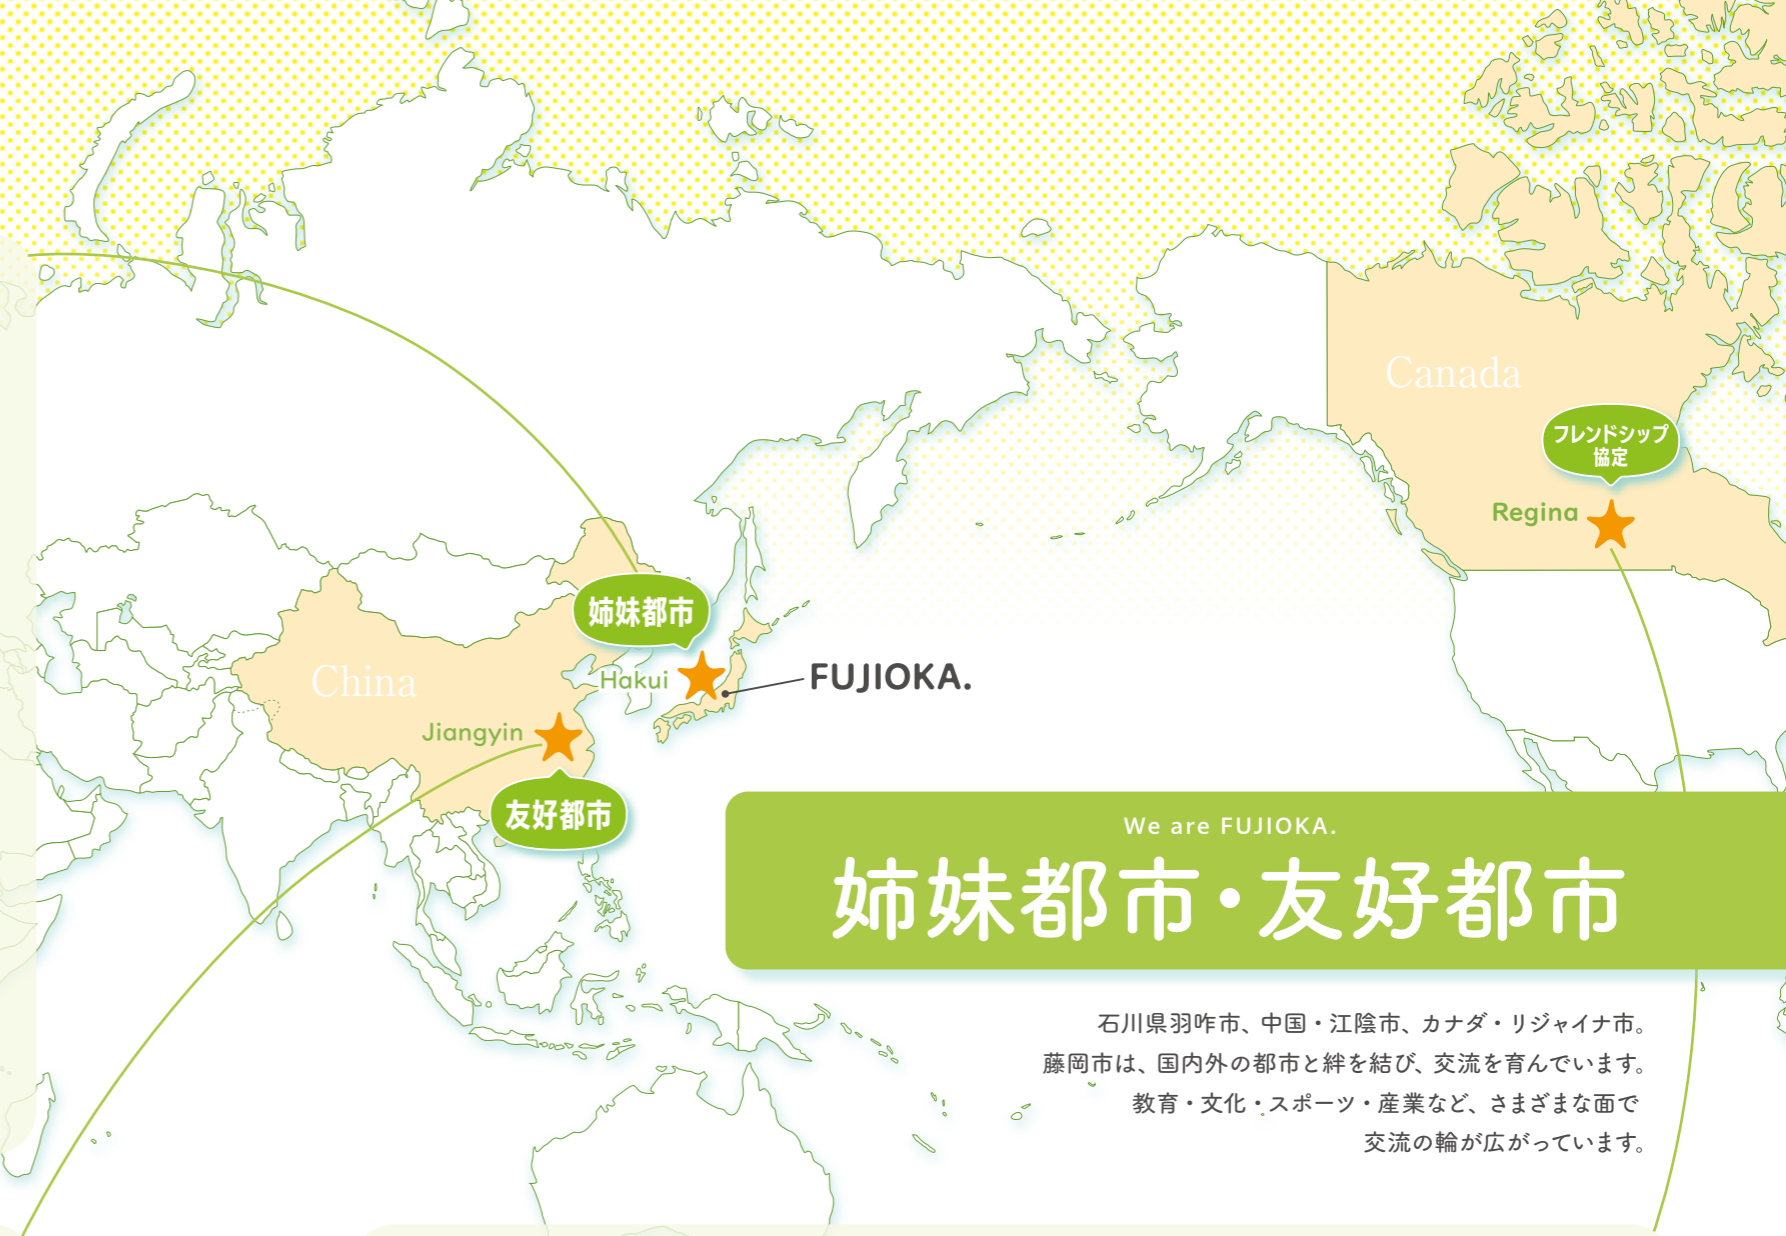 Canada
フレンドシップ
協定
Regina
姉妹都市
Hakui
FUJIOKA.
China
Jiangyin
友好都市
We are FUJIOKA.
姉妹都市・友好都市
石川県羽咋市、中国・江陰市、カナダ・リジャイナ市。
藤岡市は、国内外の都市と絆を結び、交流を育んでいます。
教育・文化・スポーツ・産業など、さまざまな面で
交流の輪が広がっています。